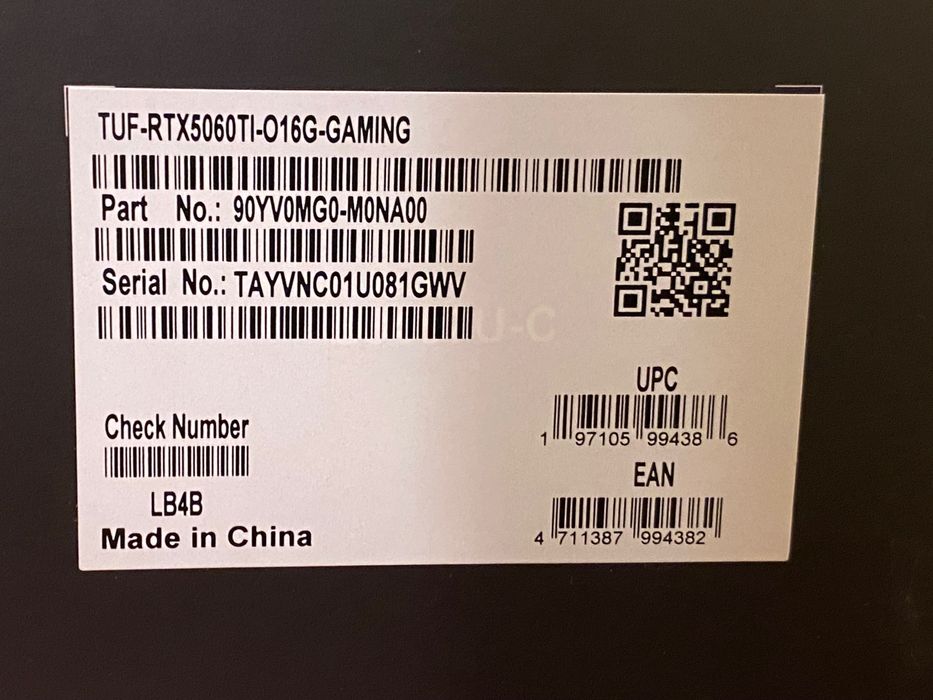 TUF-RTX5060TI-O16G-GAMING
Part No.: 90YV0MG0-M0NA00
Serial No.: TAYVNC01U081GWV
U-C
UPC
1 97105 99438 6
Check Number
EAN
LB4B
4 711387 994382
Made in China